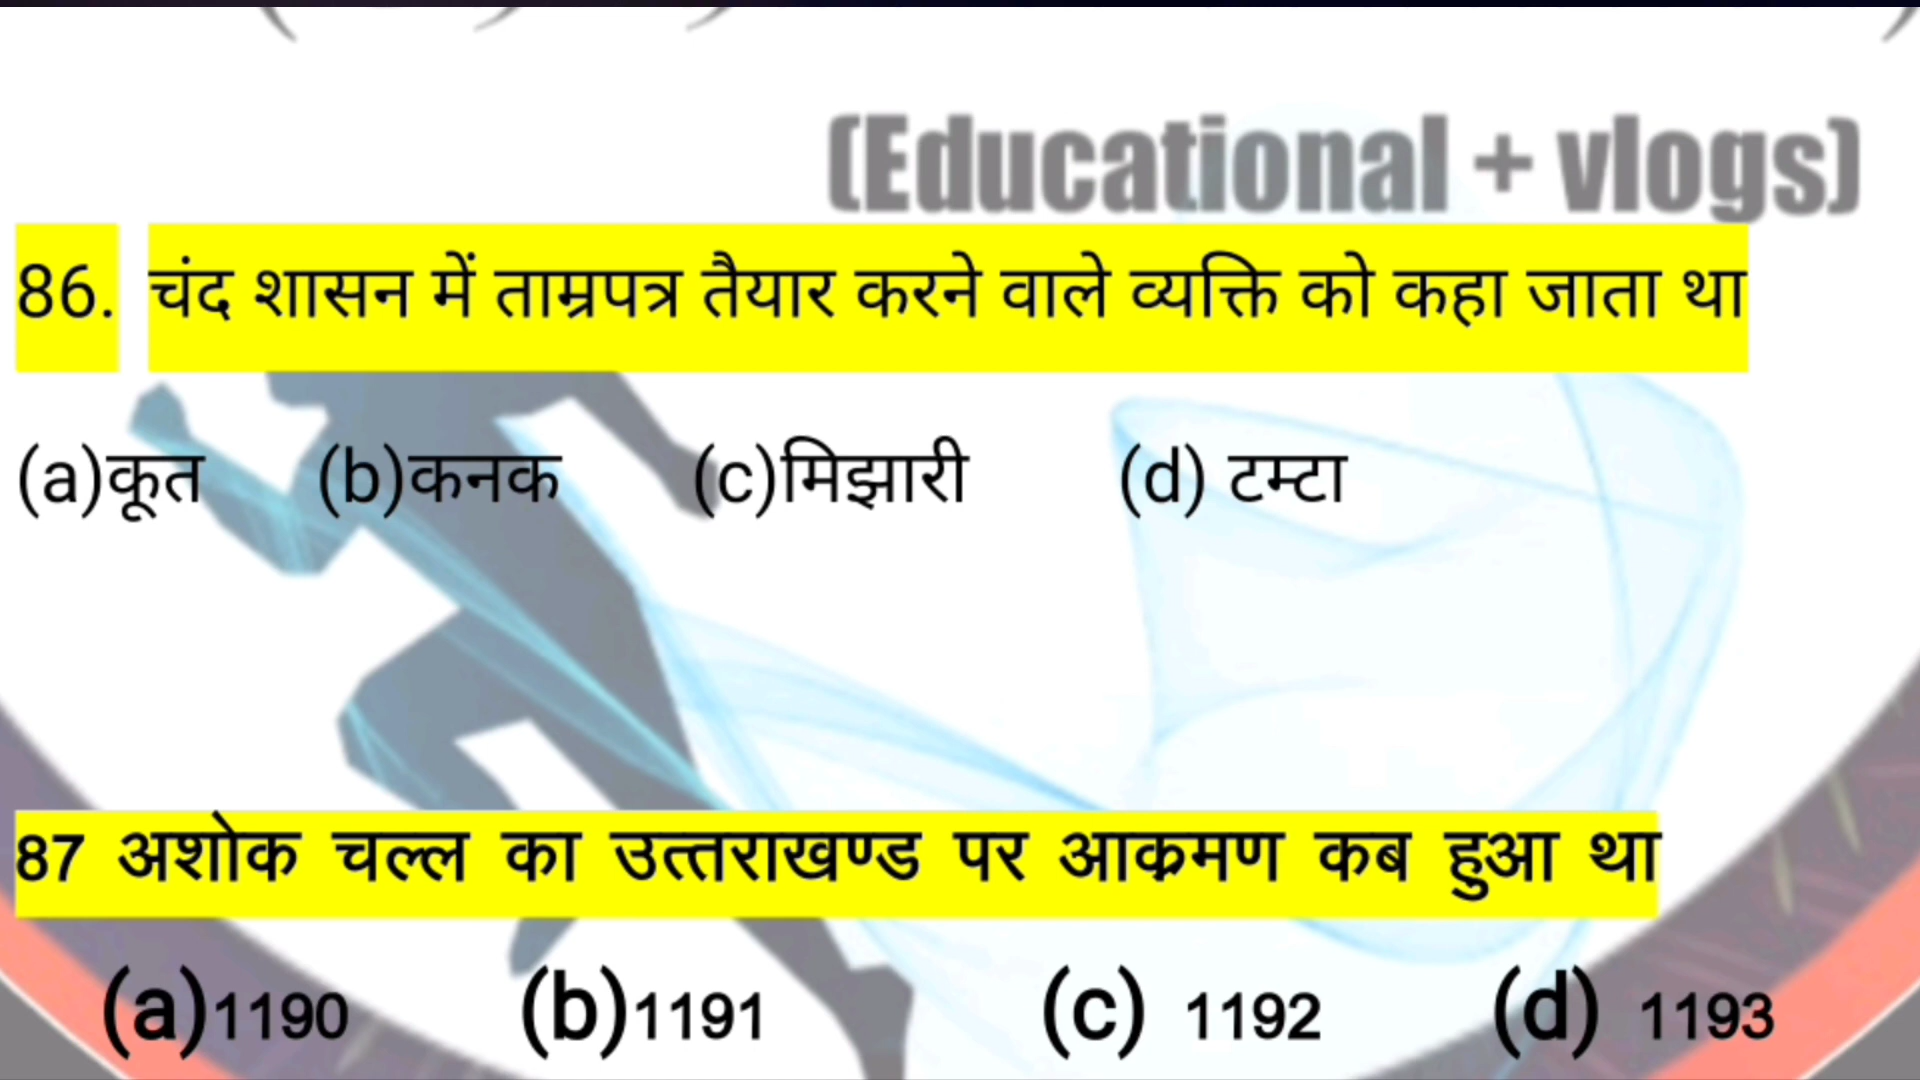 (Educational + vlogs)
86. चंद शासन में ताम्रपत्र तैयार करने वाले व्यक्ति को कहा जाता था
(a)कूत (b)कनक (c)मिझारी (d) टम्टा
87 अशोक चल्ल का उत्तराखण्ड पर आक्रमण कब हुआ था
(a)1190 (b)1191 (c) 1192 (d) 1193